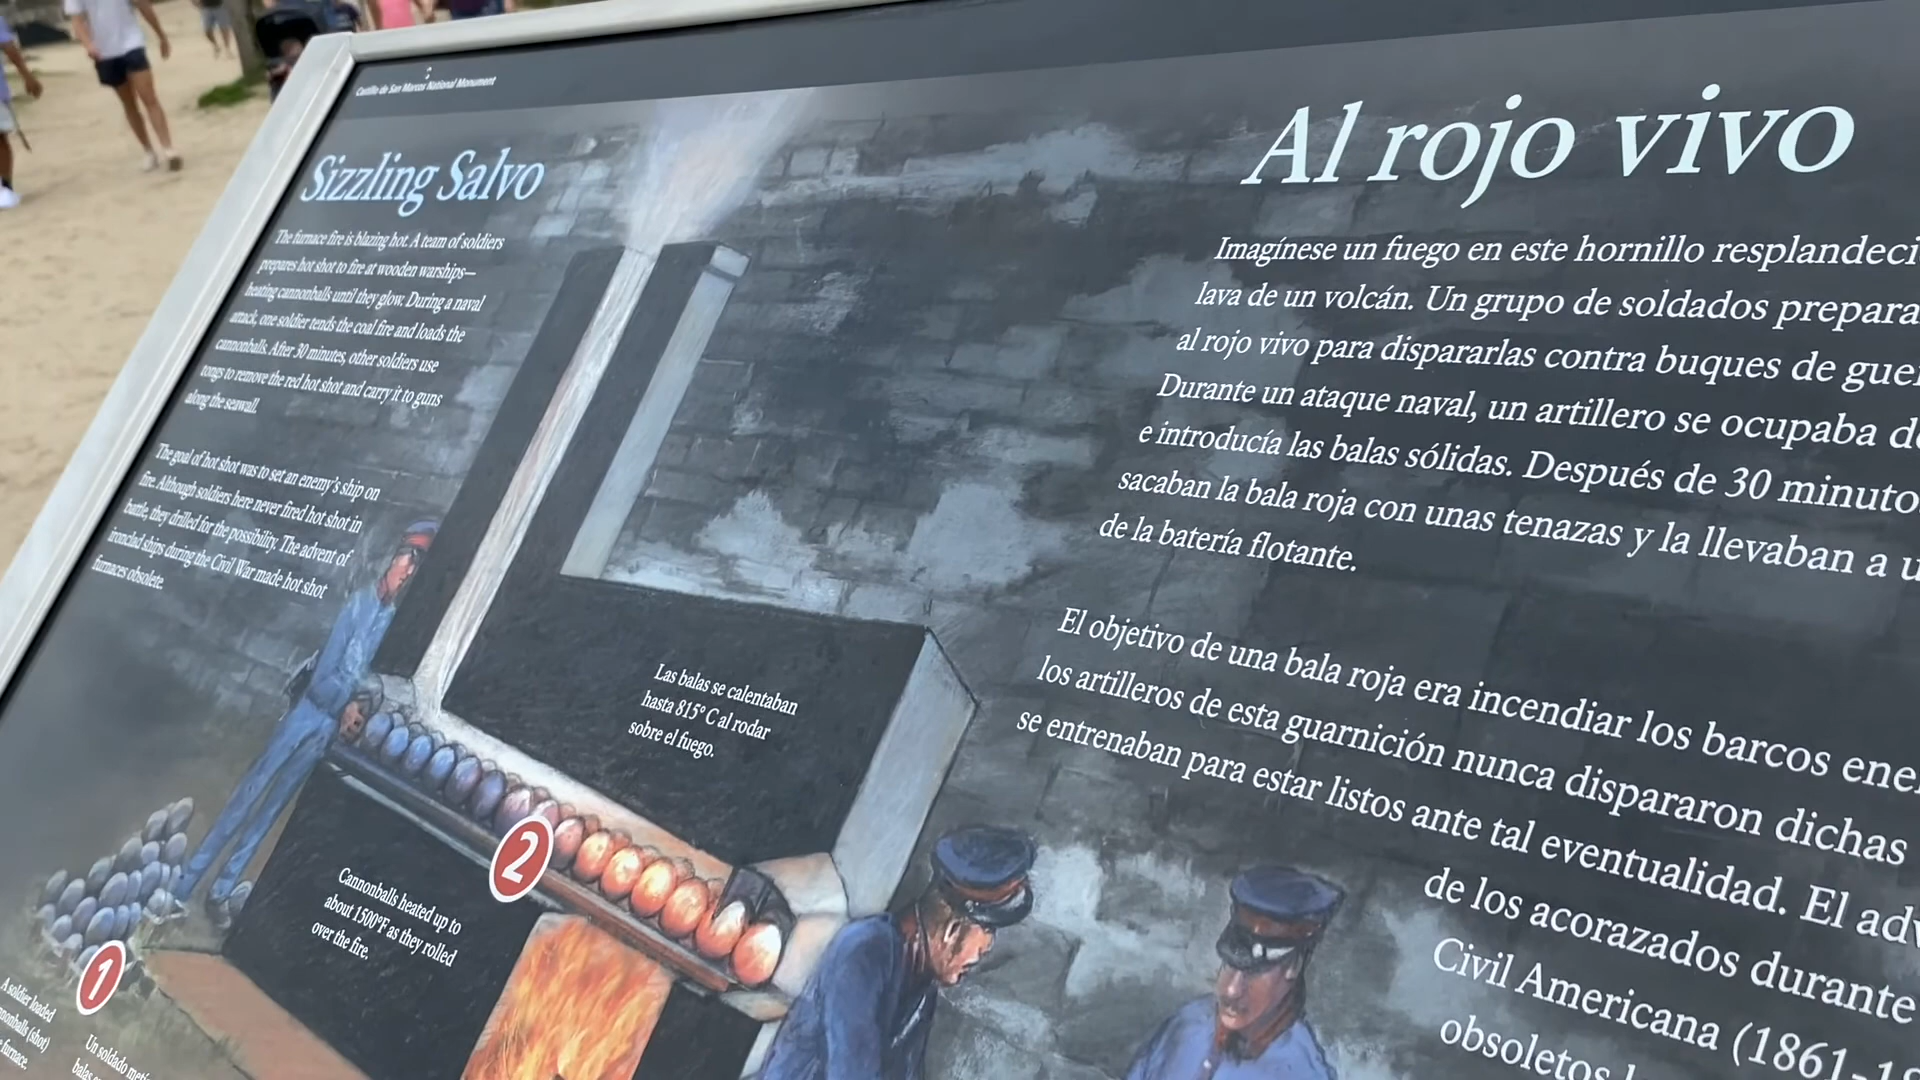 Castillo de San Marcos National Monument
Sizzling Salvo
The furnace fire is blazing hot. A team of soldiers
prepares hot shot to fire at wooden warships—
heating cannonballs until they glow. During a naval
attack, one soldier tends the coal fire and loads the
cannonballs. After 30 minutes, other soldiers use
tongs to remove the red hot shot and carry it to guns
along the seawall.
The goal of hot shot was to set an enemy's ship on
fire. Although soldiers here never fired hot shot in
battle, they drilled for the possibility. The advent of
ironclad ships during the Civil War made hot shot
furnaces obsolete.
Al rojo vivo
Imagínese un fuego en este hornillo resplandeci
lava de un volcán. Un grupo de soldados prepara
al rojo vivo para dispararlas contra buques de gue
Durante un ataque naval, un artillero se ocupaba d
e introducía las balas sólidas. Después de 30 minuto
sacaban la bala roja con unas tenazas y la llevaban a u
de la batería flotante.
El objetivo de una bala roja era incendiar los barcos ene
los artilleros de esta guarnición nunca dispararon dichas
se entrenaban para estar listos ante tal eventualidad. El adv
de los acorazados durante
Civil Americana (1861-18
obsoletos
Las balas se calentaban
hasta 815° C al rodar
sobre el fuego.
2
Cannonballs heated up to
about 1500°F as they rolled
over the fire.
1
A soldier loaded
nonballs (shot)
furnace.
Un soldado metí
balas